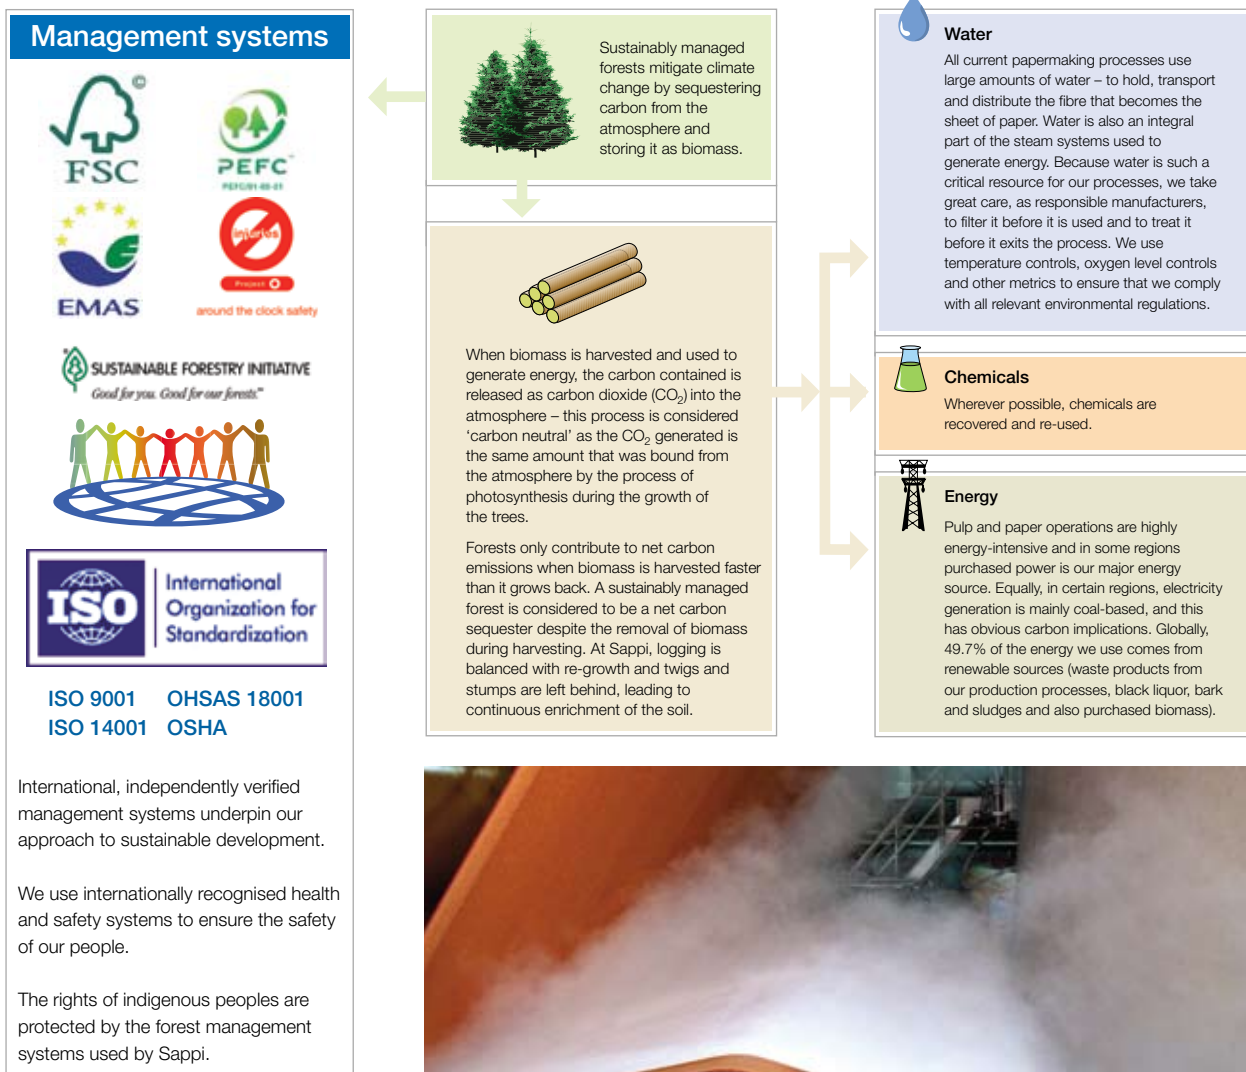 Management systems
©
FSC
PEFC
PEFC/01-00-01
EMAS
injuries
Project O
around the clock safety
SUSTAINABLE FORESTRY INITIATIVE
Good for you. Good for our forests.™
ISO
International
Organization for
Standardization
ISO 9001 OHSAS 18001
ISO 14001 OSHA
International, independently verified
management systems underpin our
approach to sustainable development.
We use internationally recognised health
and safety systems to ensure the safety
of our people.
The rights of indigenous peoples are
protected by the forest management
systems used by Sappi.
Sustainably managed
forests mitigate climate
change by sequestering
carbon from the
atmosphere and
storing it as biomass.
When biomass is harvested and used to
generate energy, the carbon contained is
released as carbon dioxide (CO₂) into the
atmosphere – this process is considered
‘carbon neutral’ as the CO₂ generated is
the same amount that was bound from
the atmosphere by the process of
photosynthesis during the growth of
the trees.
Forests only contribute to net carbon
emissions when biomass is harvested faster
than it grows back. A sustainably managed
forest is considered to be a net carbon
sequester despite the removal of biomass
during harvesting. At Sappi, logging is
balanced with re-growth and twigs and
stumps are left behind, leading to
continuous enrichment of the soil.
Water
All current papermaking processes use
large amounts of water – to hold, transport
and distribute the fibre that becomes the
sheet of paper. Water is also an integral
part of the steam systems used to
generate energy. Because water is such a
critical resource for our processes, we take
great care, as responsible manufacturers,
to filter it before it is used and to treat it
before it exits the process. We use
temperature controls, oxygen level controls
and other metrics to ensure that we comply
with all relevant environmental regulations.
Chemicals
Wherever possible, chemicals are
recovered and re-used.
Energy
Pulp and paper operations are highly
energy-intensive and in some regions
purchased power is our major energy
source. Equally, in certain regions, electricity
generation is mainly coal-based, and this
has obvious carbon implications. Globally,
49.7% of the energy we use comes from
renewable sources (waste products from
our production processes, black liquor, bark
and sludges and also purchased biomass).